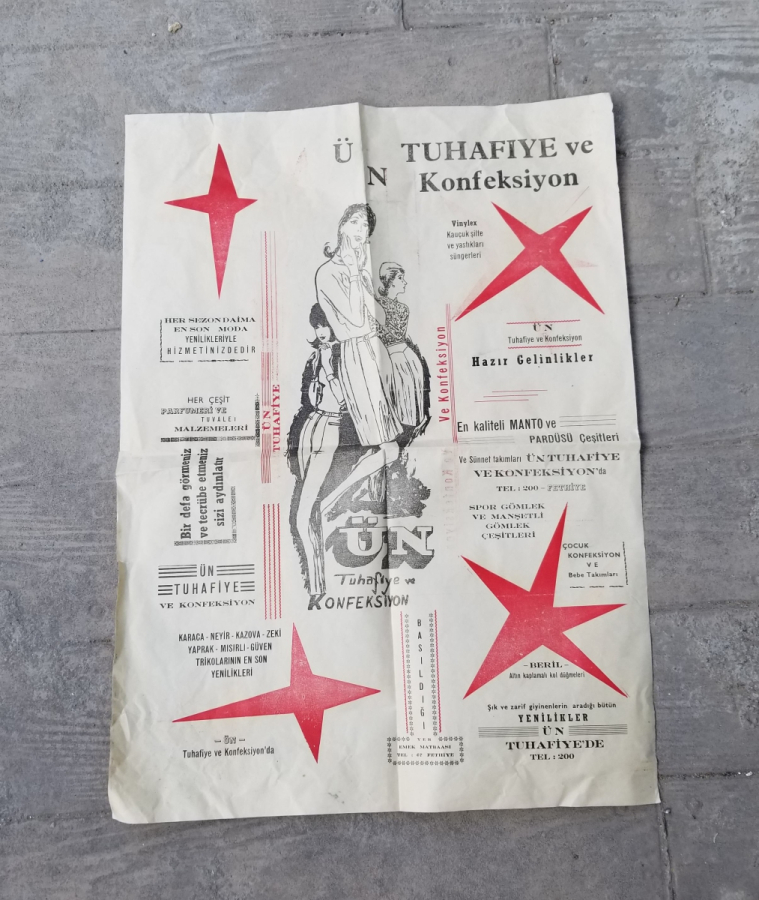 Ü
N
TUHAFIYE ve
Konfeksiyon
Vinylex
Kauçuk şilte
ve yastıkları
süngerleri
HER SEZON DAİMA
EN SON MODA
YENİLİKLERİYLE
HİZMETİNİZDEDİR
ÜN
Tuhafiye ve Konfeksiyon
Hazır Gelinlikler
HER ÇEŞİT
PARFUMERİ VE
TUVALET
MALZEMELERİ
ÜN
TUHAFİYE
Ve Konfeksiyon
En kaliteli MANTO ve
PARDÜSÜ Çeşitleri
Ve Sünnet takımları ÜN TUHAFİYE
VE KONFEKSİYON'da
TEL : 200 - FETHİYE
Bir defa görmeniz
ve tecrübe etmeniz
sizi aydınlatır
SPOR GÖMLEK
VE MANŞETLİ
GÖMLEK
ÇEŞİTLERİ
ÇOCUK
KONFEKSİYON
VE
Bebe Takımları
ÜN
Tuhafiye ve
KONFEKSİYON
ÜN
TUHAFİYE
VE KONFEKSİYON
KARACA - NEYİR - KAZOVA - ZEKİ
YAPRAK - MISIRLI - GÜVEN
TRİKOLARININ EN SON
YENİLİKLERİ
- ÜN -
Tuhafiye ve Konfeksiyon'da
BASILDIĞI
YER
EMEK MATBAASI
TEL : 87 FETHİYE
- BERİL -
Altın kaplamalı kol düğmeleri
Şık ve zarif giyinenlerin aradığı bütün
YENİLİKLER
ÜN
TUHAFİYE'DE
TEL : 200